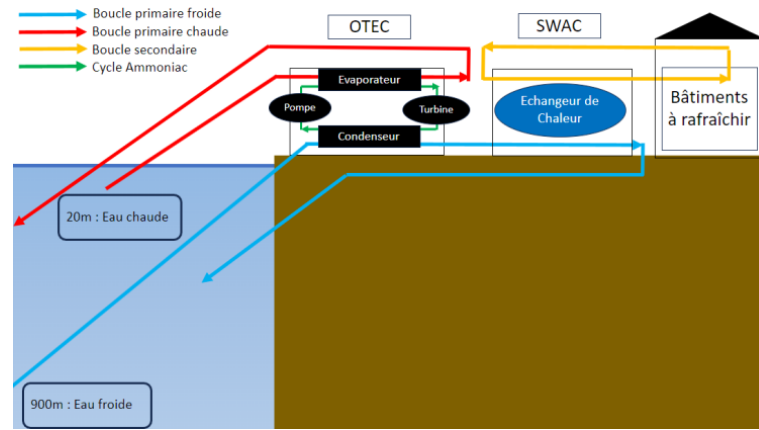 Boucle primaire froide
Boucle primaire chaude
Boucle secondaire
Cycle Ammoniac
OTEC
SWAC
Evaporateur
Pompe
Turbine
Condenseur
Echangeur de
Chaleur
Bâtiments
à rafraîchir
20m : Eau chaude
900m : Eau froide